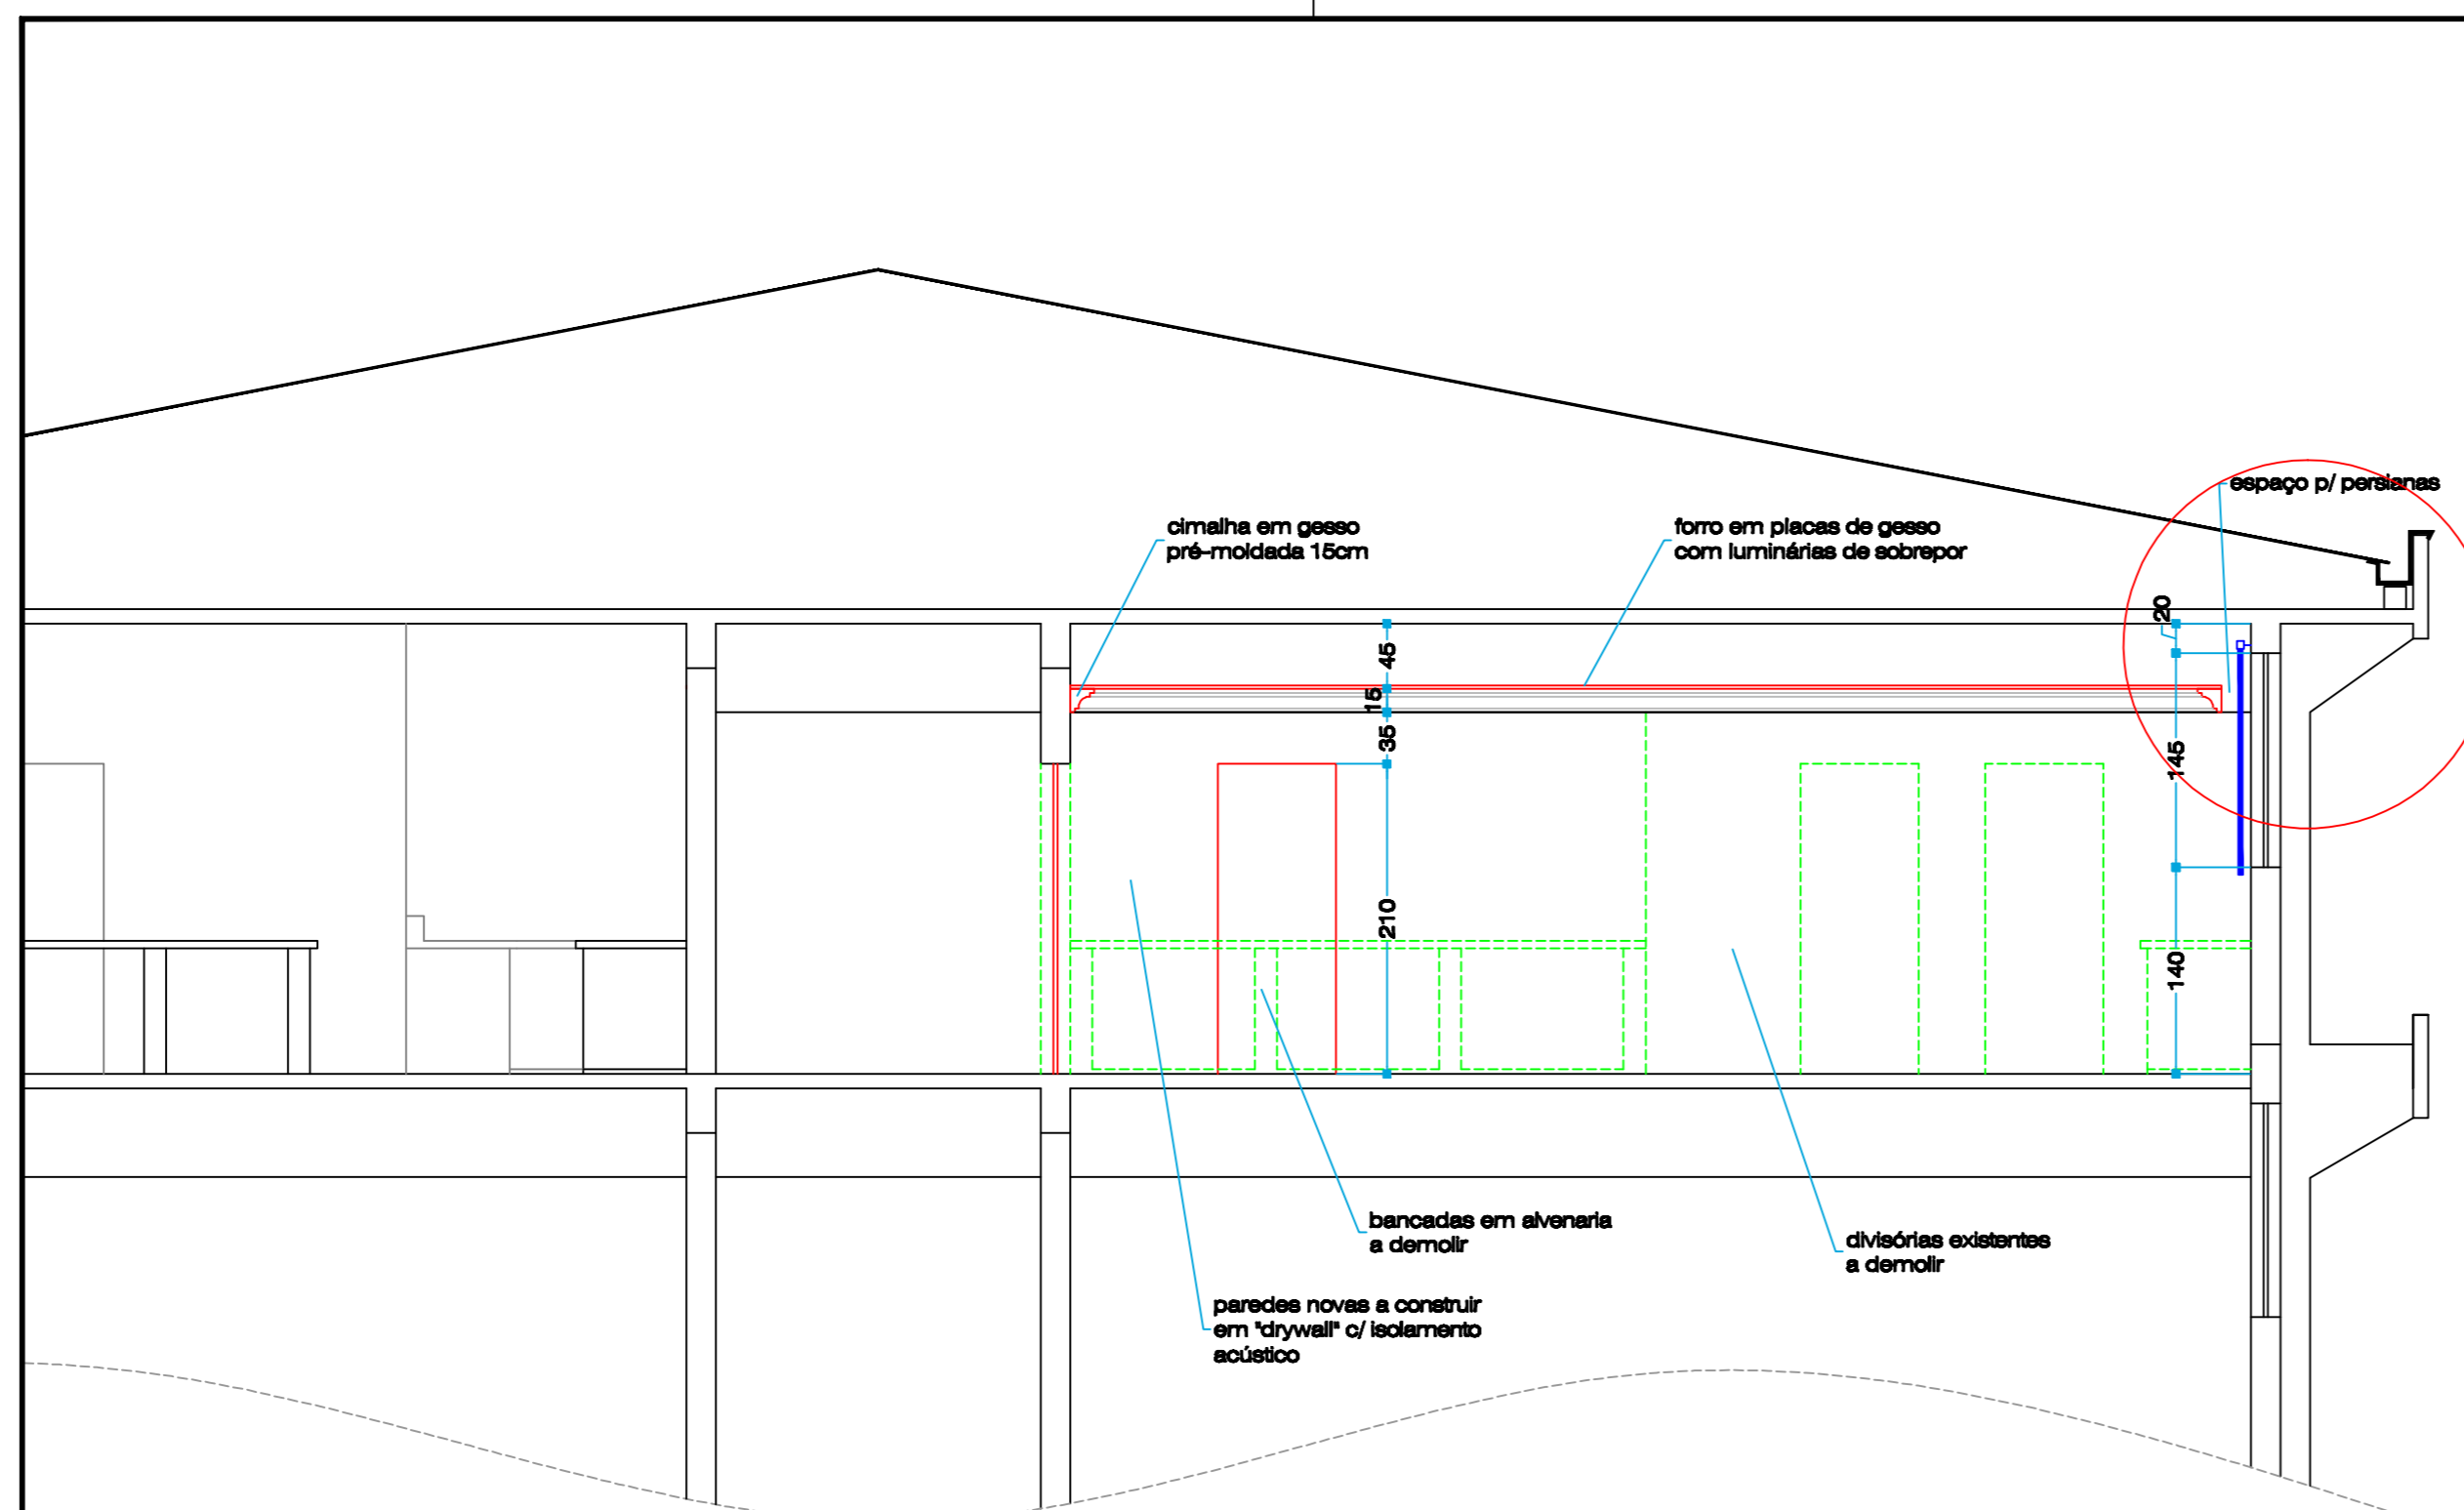 espaço p/ persianas
cimalha em gesso
pré-moldada 15cm
forro em placas de gesso
com luminárias de sobrepor
20
45
15
35
145
210
140
bancadas em alvenaria
a demolir
divisórias existentes
a demolir
paredes novas a construir
em "drywall" c/ isolamento
acústico